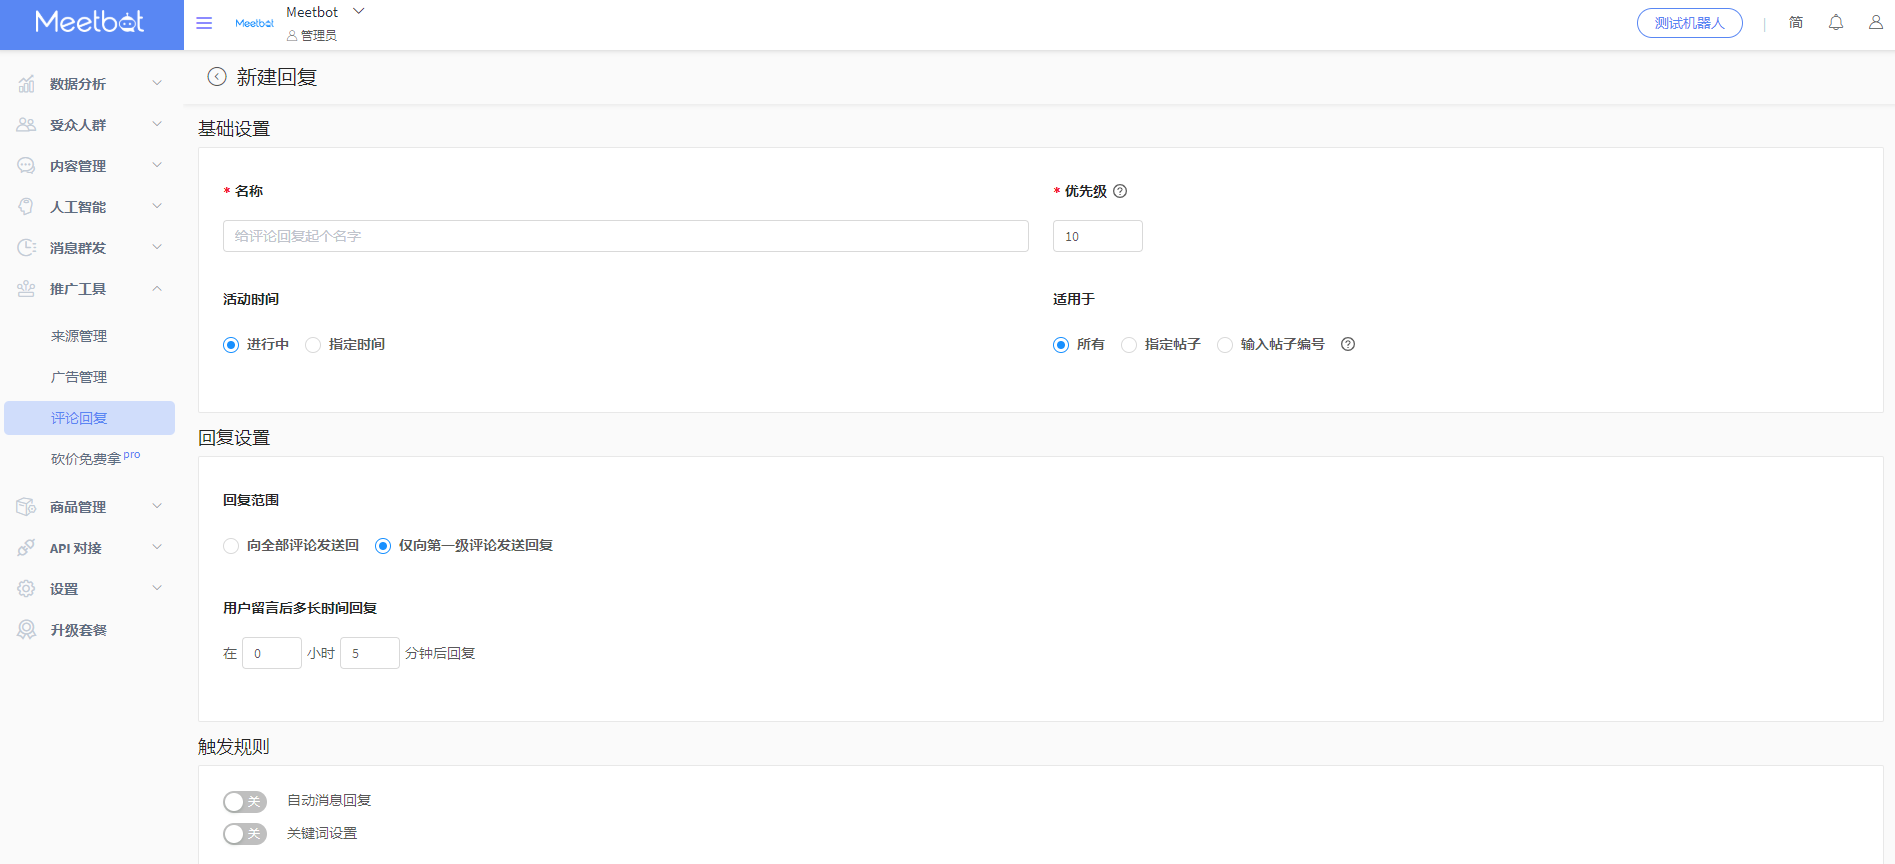 Meetbot
Meetbot
Meetbot
管理员
测试机器人
简
数据分析
受众人群
内容管理
人工智能
消息群发
推广工具
来源管理
广告管理
评论回复
砍价免费拿pro
商品管理
API 对接
设置
升级套餐
新建回复
基础设置
* 名称
* 优先级
给评论回复起个名字
10
活动时间
适用于
进行中 指定时间
所有 指定帖子 输入帖子编号
回复设置
回复范围
向全部评论发送回 仅向第一级评论发送回复
用户留言后多长时间回复
在 0 小时 5 分钟后回复
触发规则
关 自动消息回复
关 关键词设置